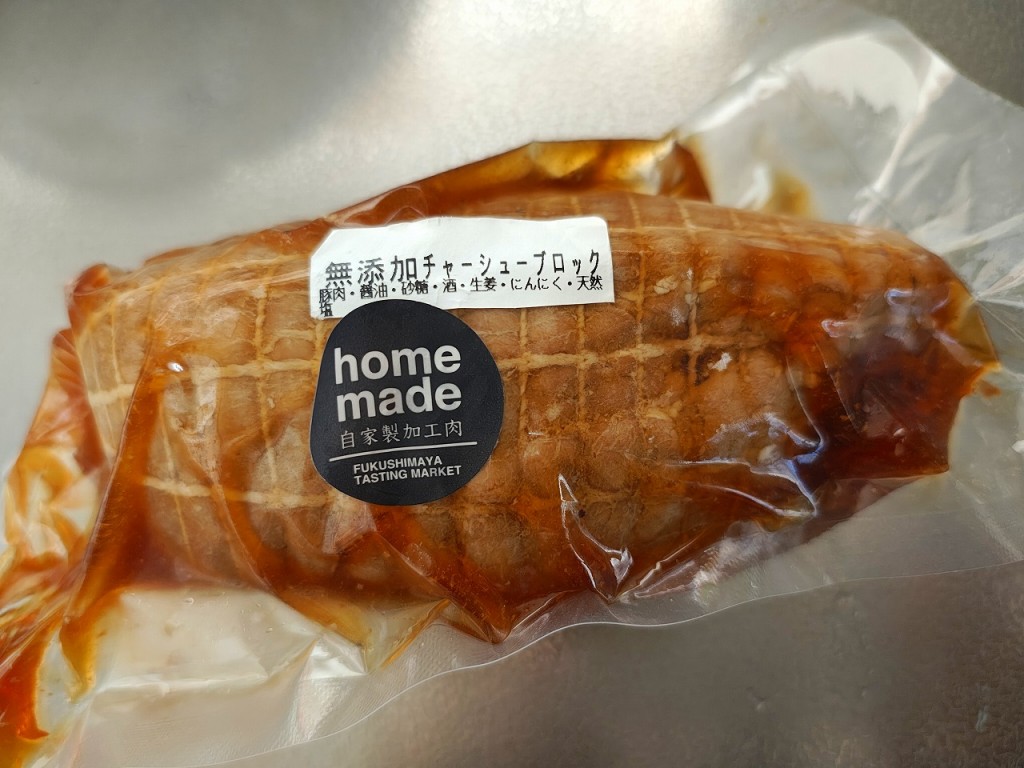 無添加チャーシューブロック
豚肉・醤油・砂糖・酒・生姜・にんにく・天然
塩
home
made
自家製加工肉
FUKUSHIMAYA
TASTING MARKET